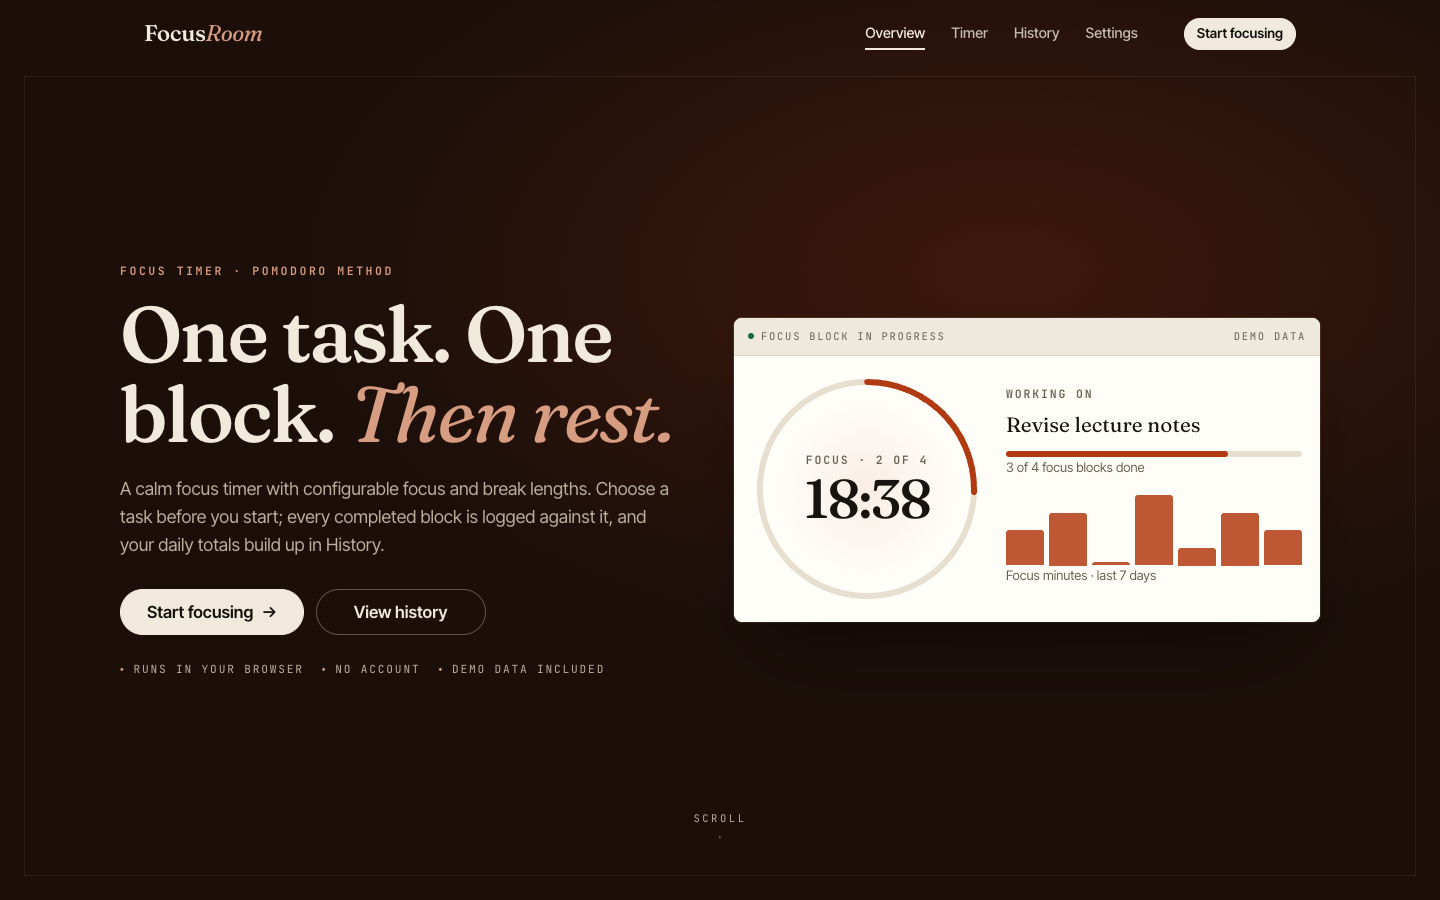 FocusRoom
Overview
Timer
History
Settings
Start focusing
FOCUS TIMER · POMODORO METHOD
One task. One
block. Then rest.
A calm focus timer with configurable focus and break lengths. Choose a
task before you start; every completed block is logged against it, and
your daily totals build up in History.
Start focusing →
View history
RUNS IN YOUR BROWSER
NO ACCOUNT
DEMO DATA INCLUDED
FOCUS BLOCK IN PROGRESS
DEMO DATA
FOCUS · 2 OF 4
18:38
WORKING ON
Revise lecture notes
3 of 4 focus blocks done
Focus minutes · last 7 days
SCROLL